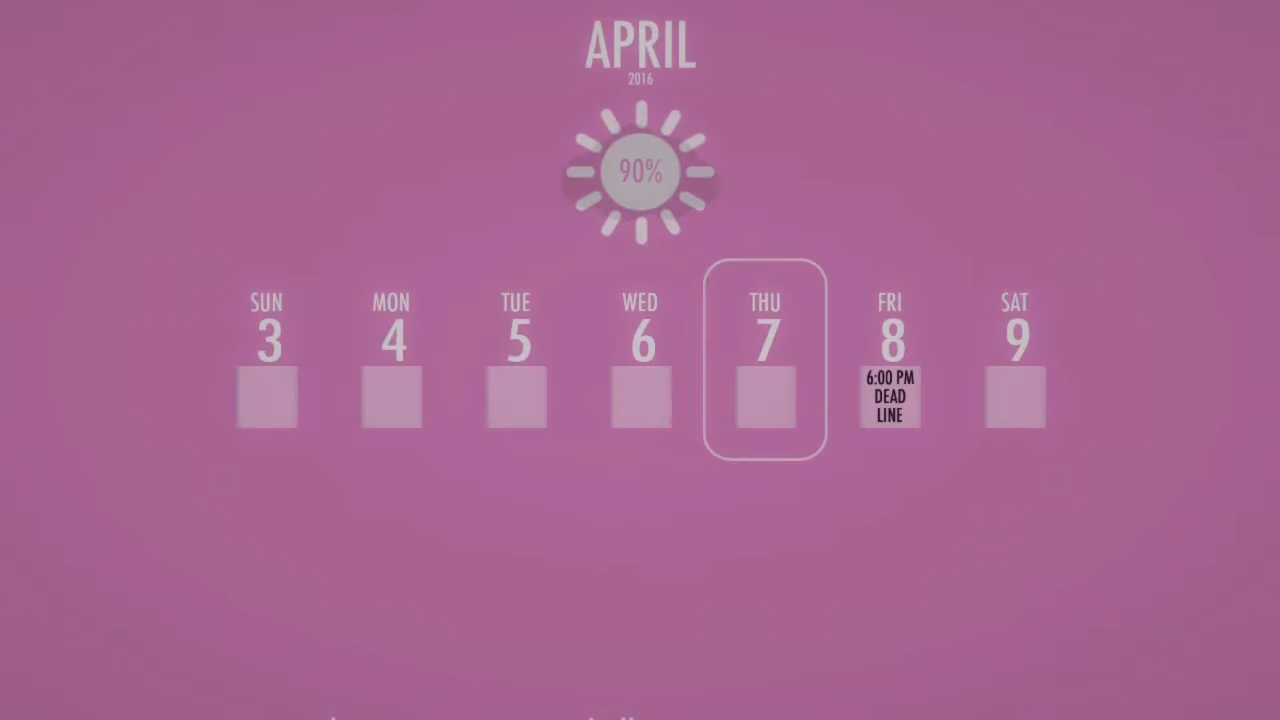 APRIL
2016
90%
SUN MON TUE WED THU FRI SAT
3 4 5 6 7 8 9
6:00 PM
DEAD
LINE